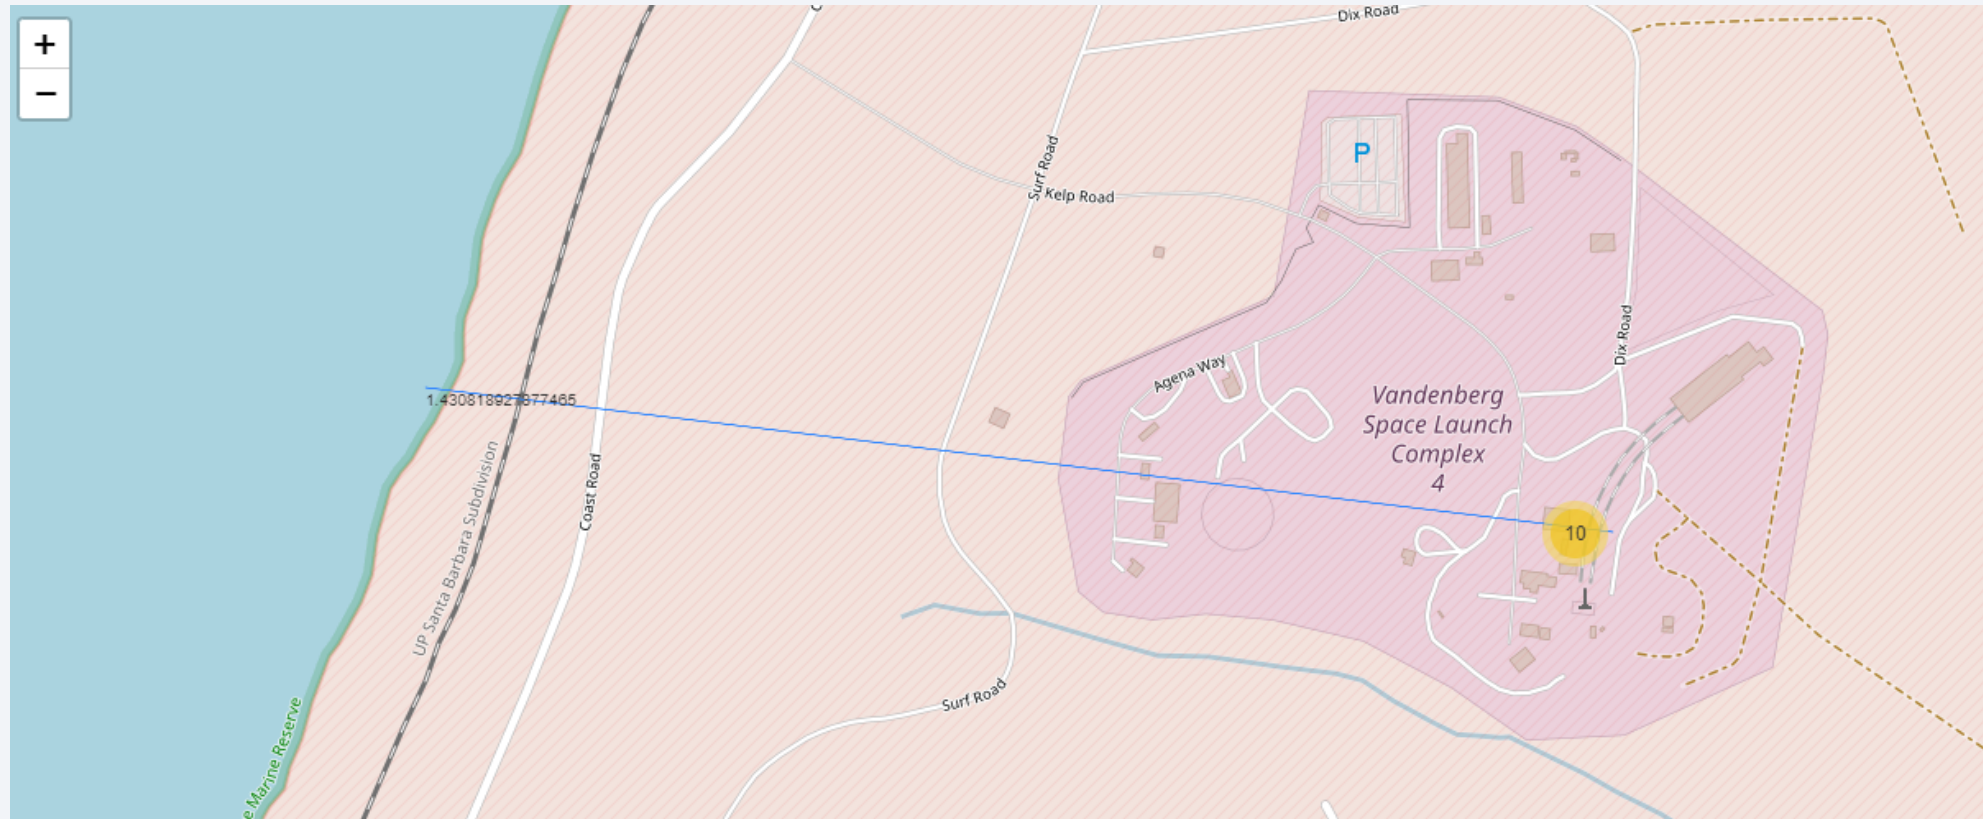 +
−
Dix Road
P
Surf Road
Kelp Road
Dix Road
Agena Way
1.430818927877465
Vandenberg
Space Launch
Complex
4
UP Santa Barbara Subdivision
Coast Road
10
Surf Road
Marine Reserve